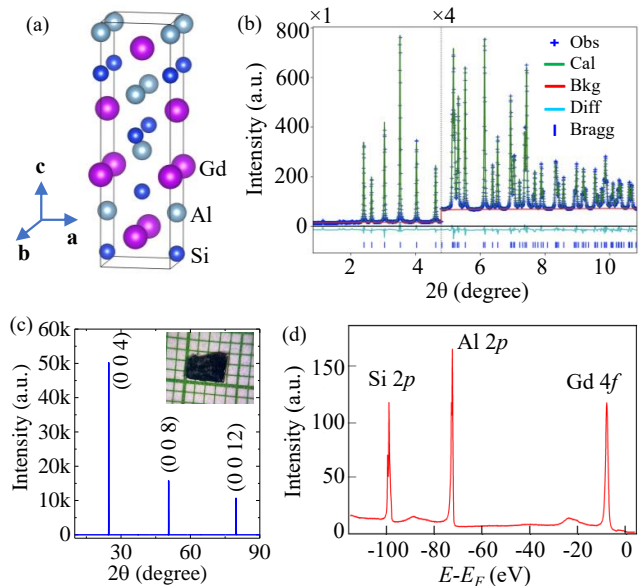 (a)
c
b
a
Gd
Al
Si
(b)
×1
×4
Obs
Cal
Bkg
Diff
Bragg
800
600
400
200
0
Intensity (a.u.)
2 4 6 8 10
2θ (degree)
(c)
60k
50k
40k
30k
20k
10k
0
Intensity (a.u.)
(0 0 4)
(0 0 8)
(0 0 12)
30 60 90
2θ (degree)
(d)
Si 2p
Al 2p
Gd 4f
150
100
50
0
Intensity (a.u.)
-100 -80 -60 -40 -20 0
E-EF (eV)